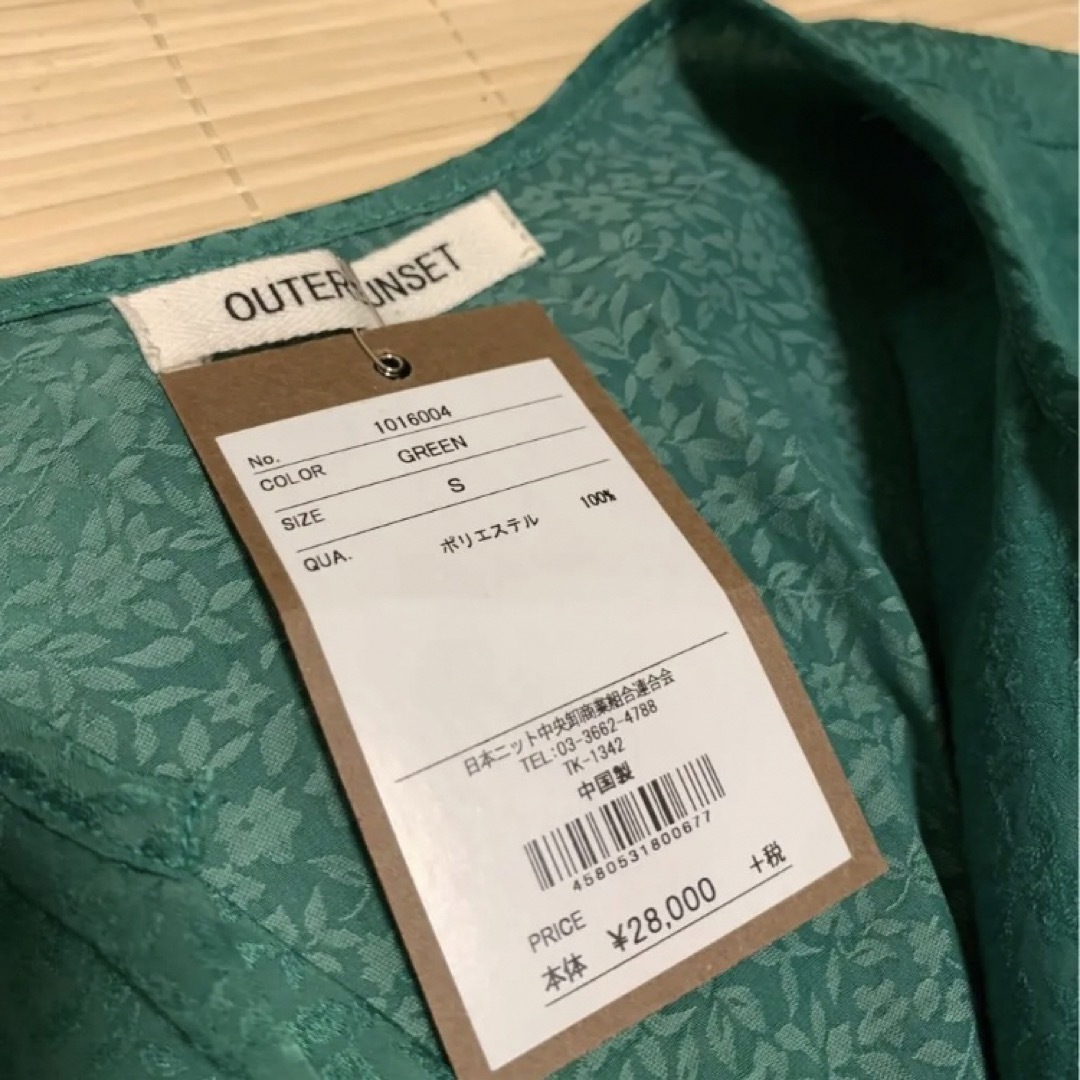 OUTER UNSET
No. 1016004
COLOR GREEN
SIZE S
QUA. ポリエステル 100%
日本ニット中央卸商業組合連合会
TEL:03-3662-4788
TK-1342
中国製
4580531800677
PRICE
本体 ¥28,000 +税